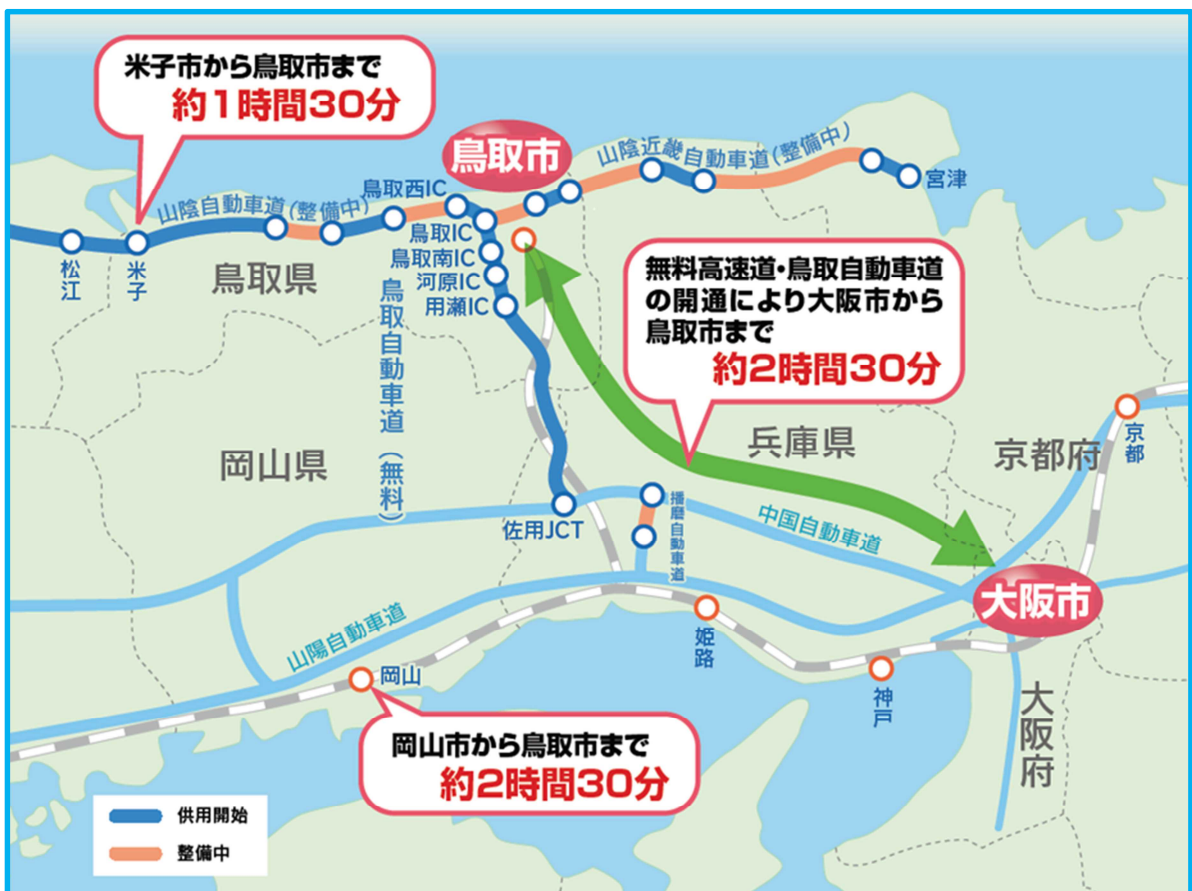 米子市から鳥取市まで
約1時間30分
鳥取市
山陰近畿自動車道(整備中)
宮津
鳥取西IC
山陰自動車道(整備中)
鳥取IC
鳥取南IC
河原IC
用瀬IC
松江
米子
鳥取県
鳥取自動車道(無料)
無料高速道・鳥取自動車道
の開通により大阪市から
鳥取市まで
約2時間30分
兵庫県
京都府
京都
岡山県
佐用JCT
播磨自動車道
中国自動車道
大阪市
山陽自動車道
姫路
岡山
神戸
大阪府
岡山市から鳥取市まで
約2時間30分
供用開始
整備中